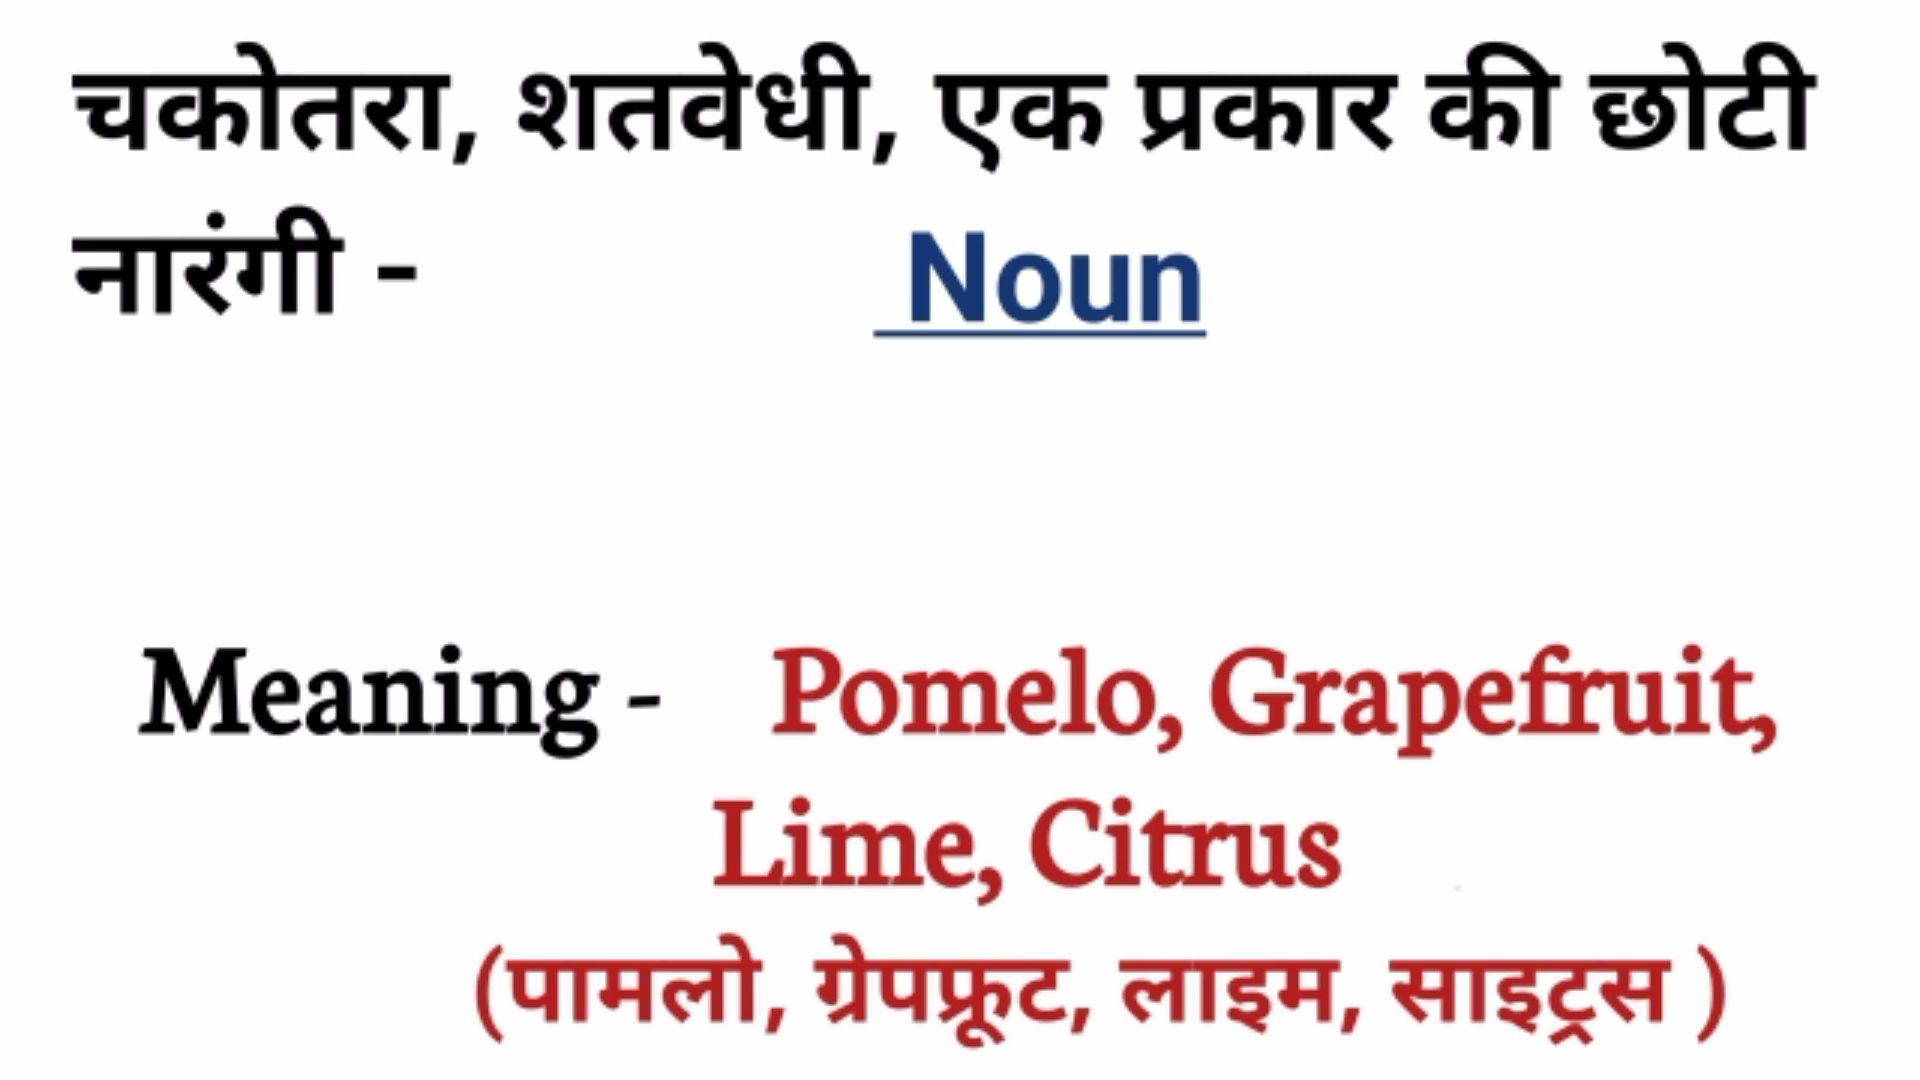 चकोतरा, शतवेधी, एक प्रकार की छोटी
नारंगी - Noun
Meaning - Pomelo, Grapefruit,
Lime, Citrus
(पामलो, ग्रेपफ्रूट, लाइम, साइट्रस )